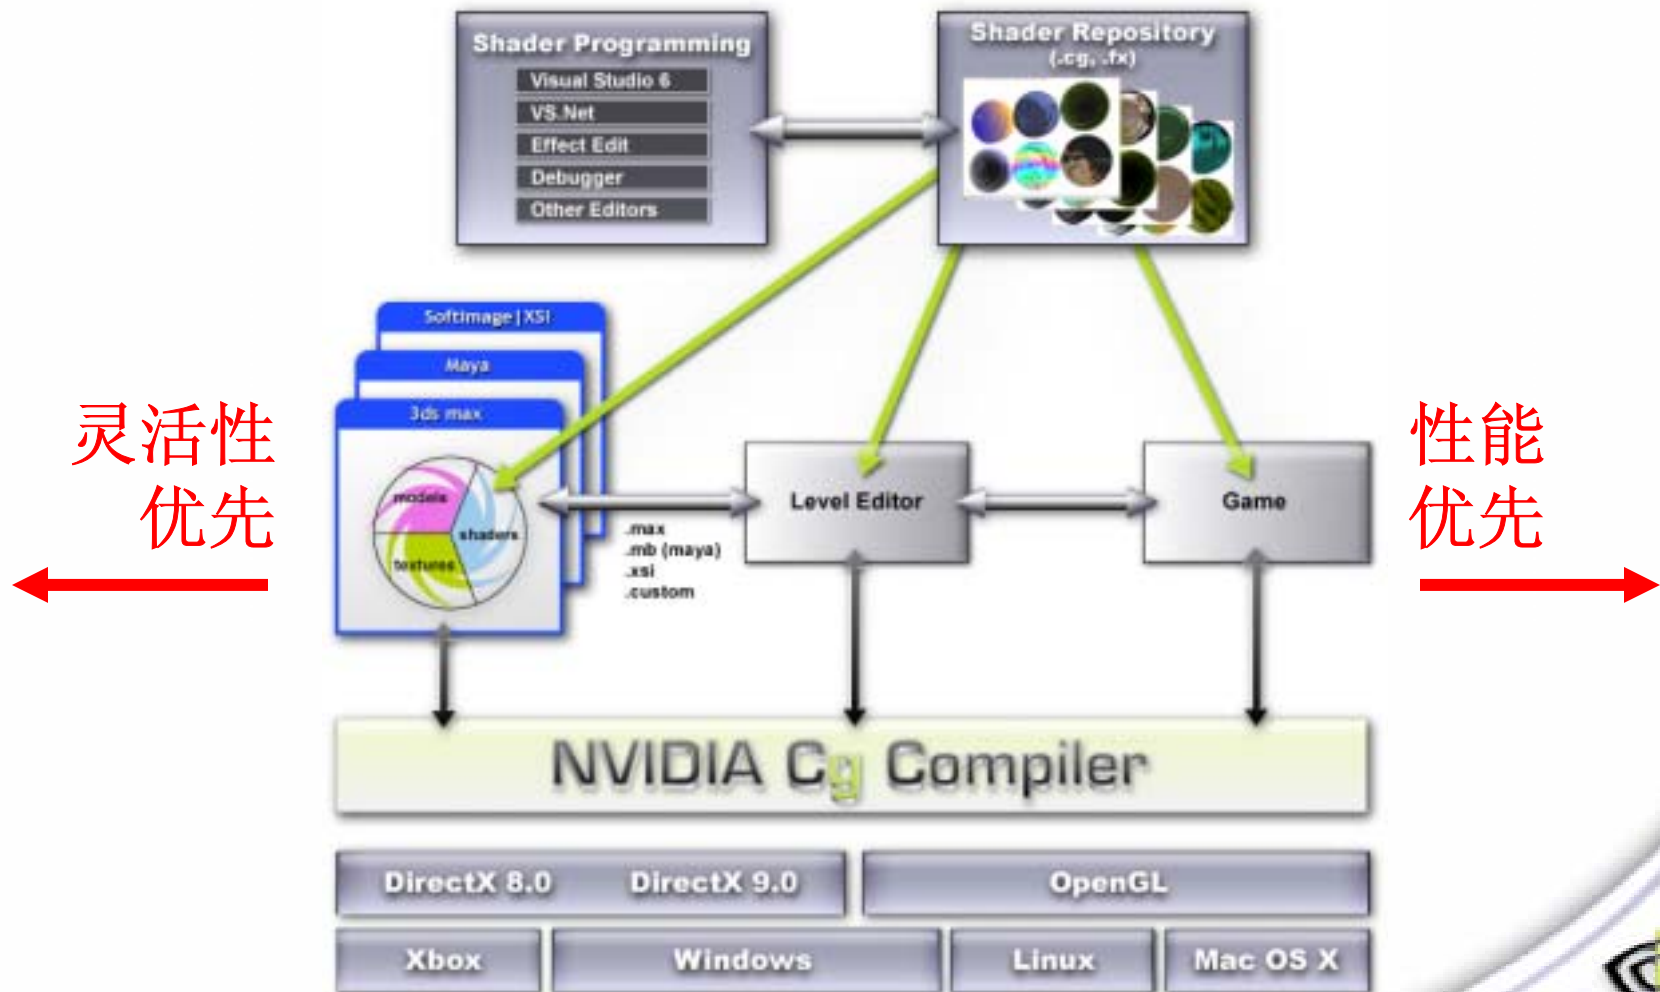 Shader Programming
Visual Studio 6
VS.Net
Effect Edit
Debugger
Other Editors
Shader Repository
(.cg, .fx)
Softimage|XSI
Maya
3ds max
models
shaders
textures
灵活性
优先
.max
.mb (maya)
.xsi
.custom
Level Editor
Game
性能
优先
NVIDIA Cg Compiler
DirectX 8.0 DirectX 9.0
OpenGL
Xbox
Windows
Linux
Mac OS X